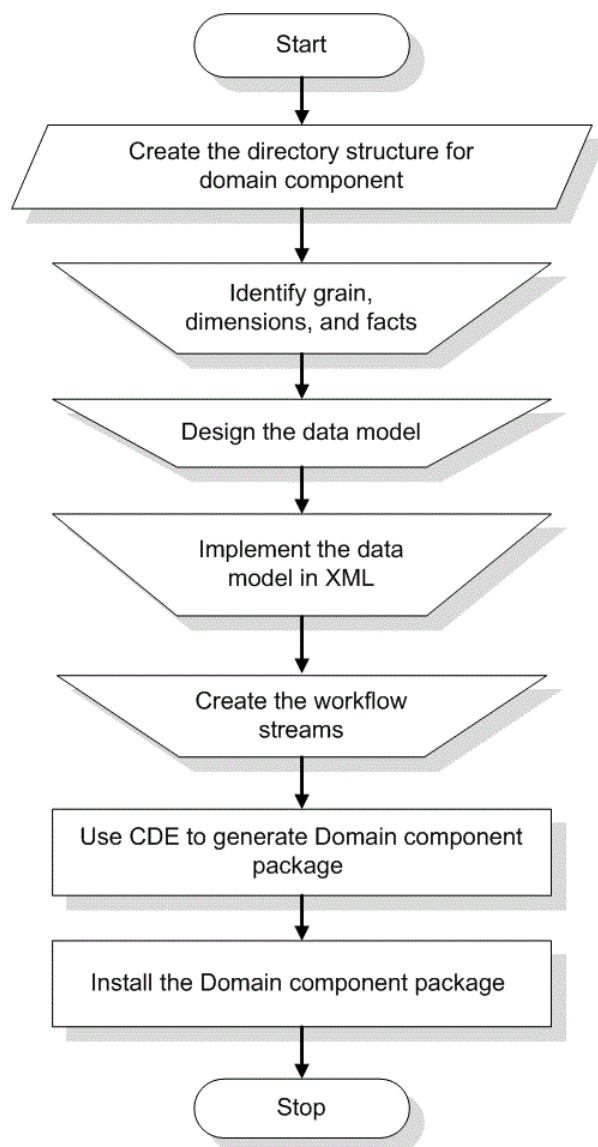 Start
Create the directory structure for
domain component
Identify grain,
dimensions, and facts
Design the data model
Implement the data
model in XML
Create the workflow
streams
Use CDE to generate Domain component
package
Install the Domain component package
Stop